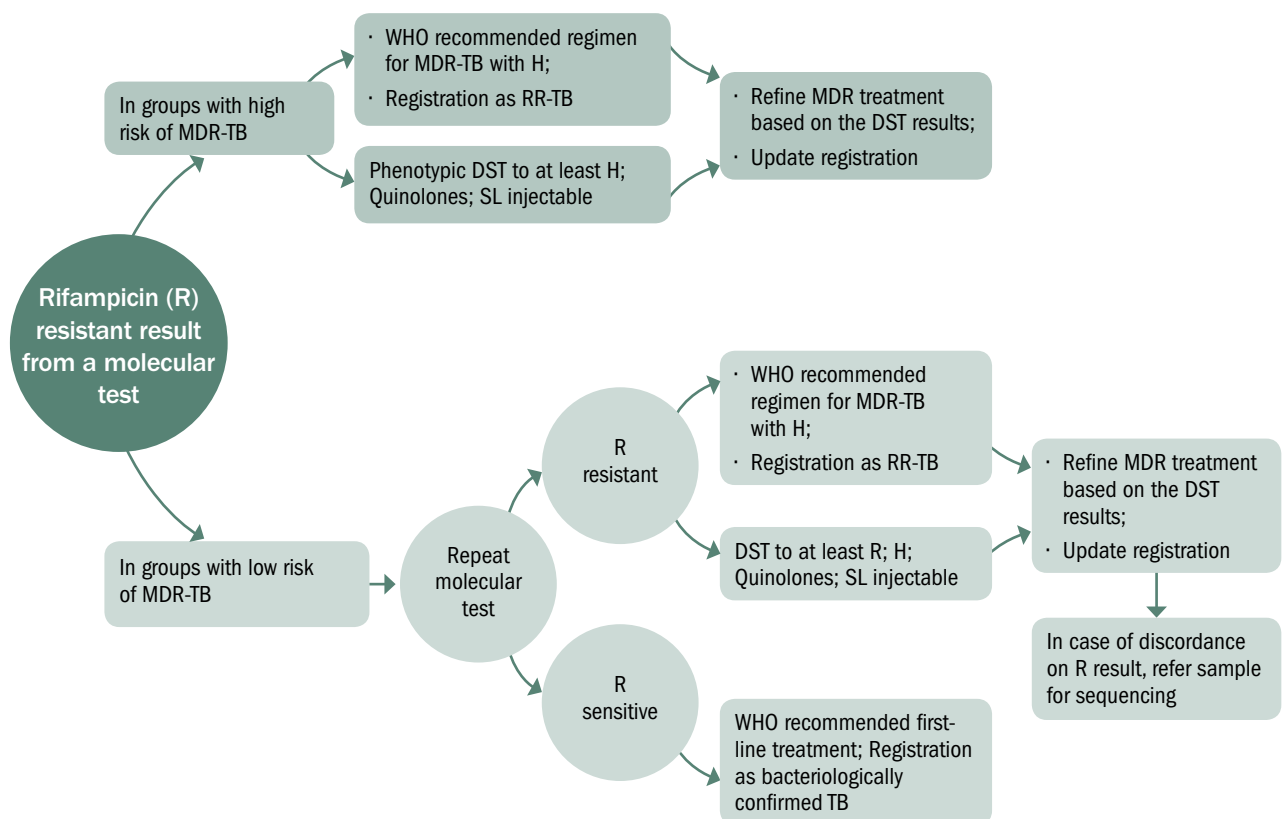 · WHO recommended regimen
for MDR-TB with H;
· Registration as RR-TB
In groups with high
risk of MDR-TB
· Refine MDR treatment
based on the DST results;
· Update registration
Phenotypic DST to at least H;
Quinolones; SL injectable
Rifampicin (R)
resistant result
from a molecular
test
In groups with low risk
of MDR-TB
Repeat
molecular
test
R
resistant
· WHO recommended
regimen for MDR-TB
with H;
· Registration as RR-TB
DST to at least R; H;
Quinolones; SL injectable
· Refine MDR treatment
based on the DST
results;
· Update registration
In case of discordance
on R result, refer sample
for sequencing
R
sensitive
WHO recommended first-
line treatment; Registration
as bacteriologically
confirmed TB